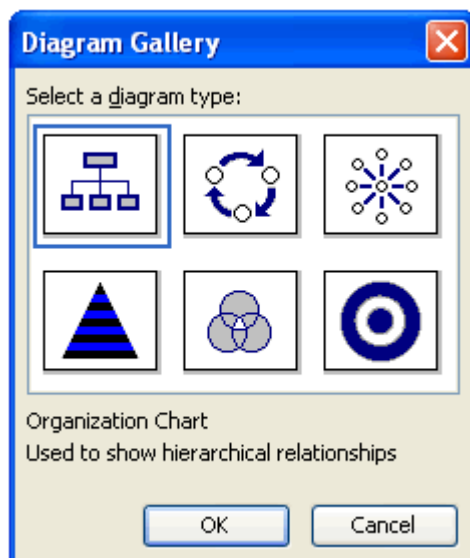 Diagram Gallery
Select a diagram type:
Organization Chart
Used to show hierarchical relationships
OK
Cancel